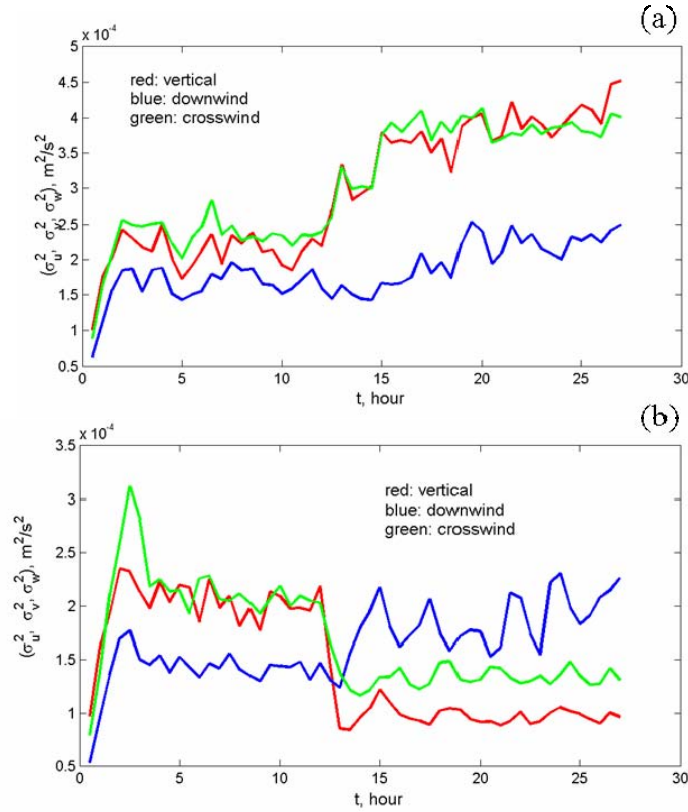 (a)
x 10⁻⁴
5
4.5
4
3.5
3
2.5
2
1.5
1
0.5
(σ²ᵤ, σ²ᵥ, σ²_w), m²/s²
red: vertical
blue: downwind
green: crosswind
0 5 10 15 20 25 30
t, hour
(b)
x 10⁻⁴
3.5
3
2.5
2
1.5
1
0.5
(σ²ᵤ, σ²ᵥ, σ²_w), m²/s²
red: vertical
blue: downwind
green: crosswind
0 5 10 15 20 25 30
t, hour